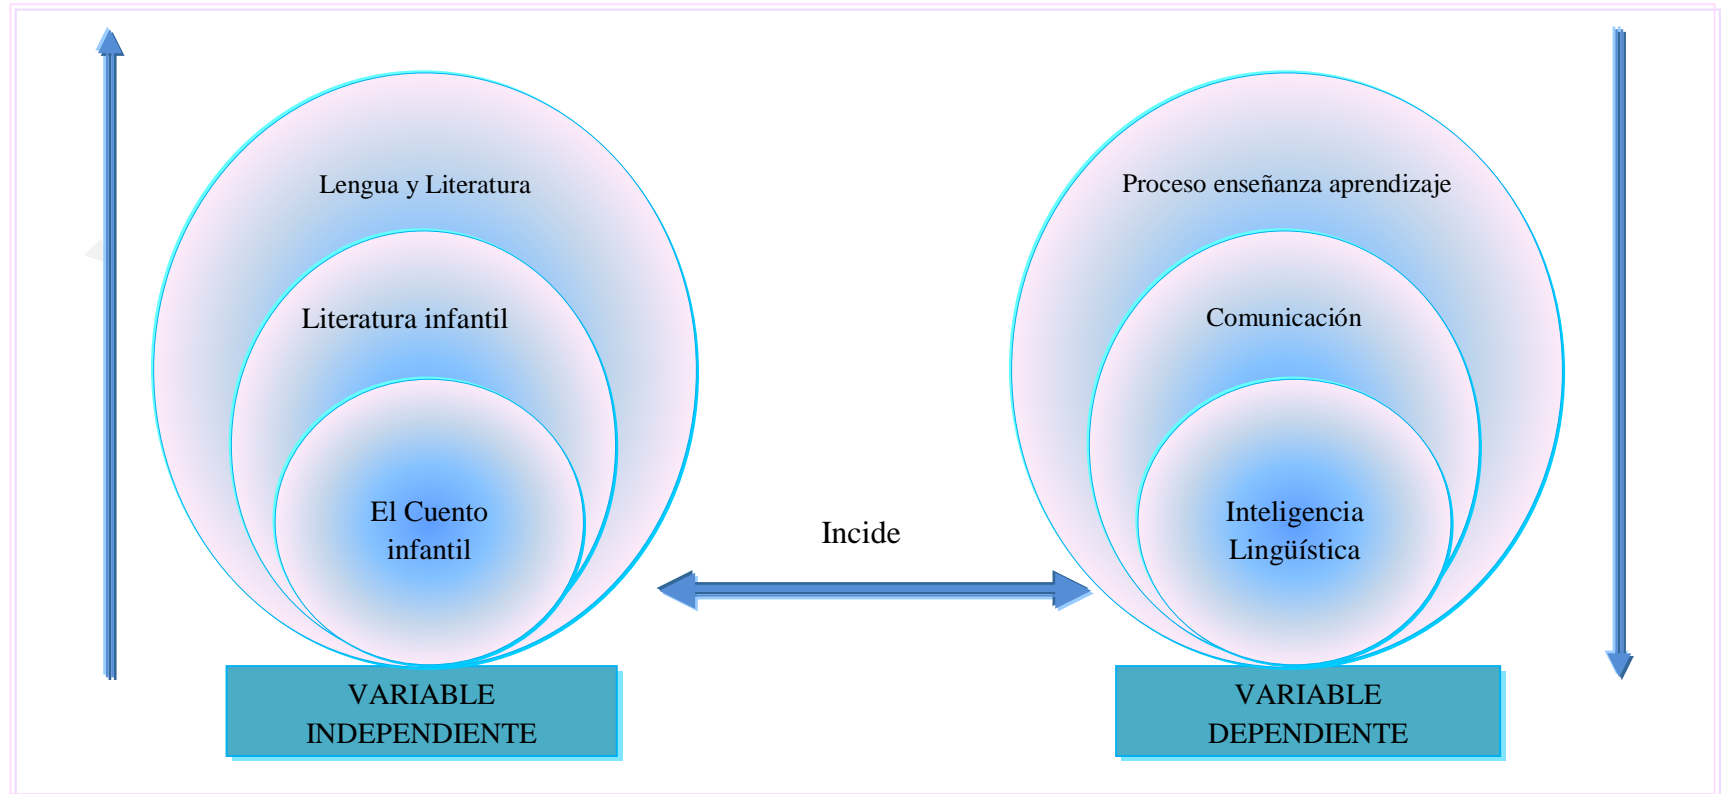 Lengua y Literatura
Literatura infantil
El Cuento
infantil
VARIABLE
INDEPENDIENTE
Incide
Proceso enseñanza aprendizaje
Comunicación
Inteligencia
Lingüística
VARIABLE
DEPENDIENTE